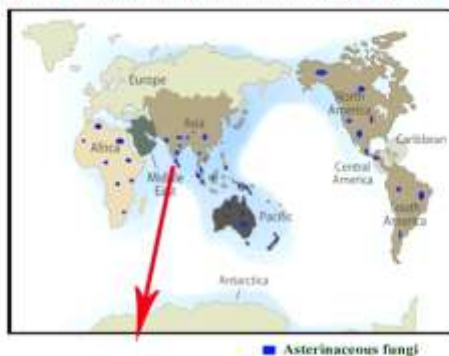 Europe
Asia
North
America
Africa
Caribbean
Middle
East
Central
America
Pacific
South
America
Antarctica
Asterinaceous fungi